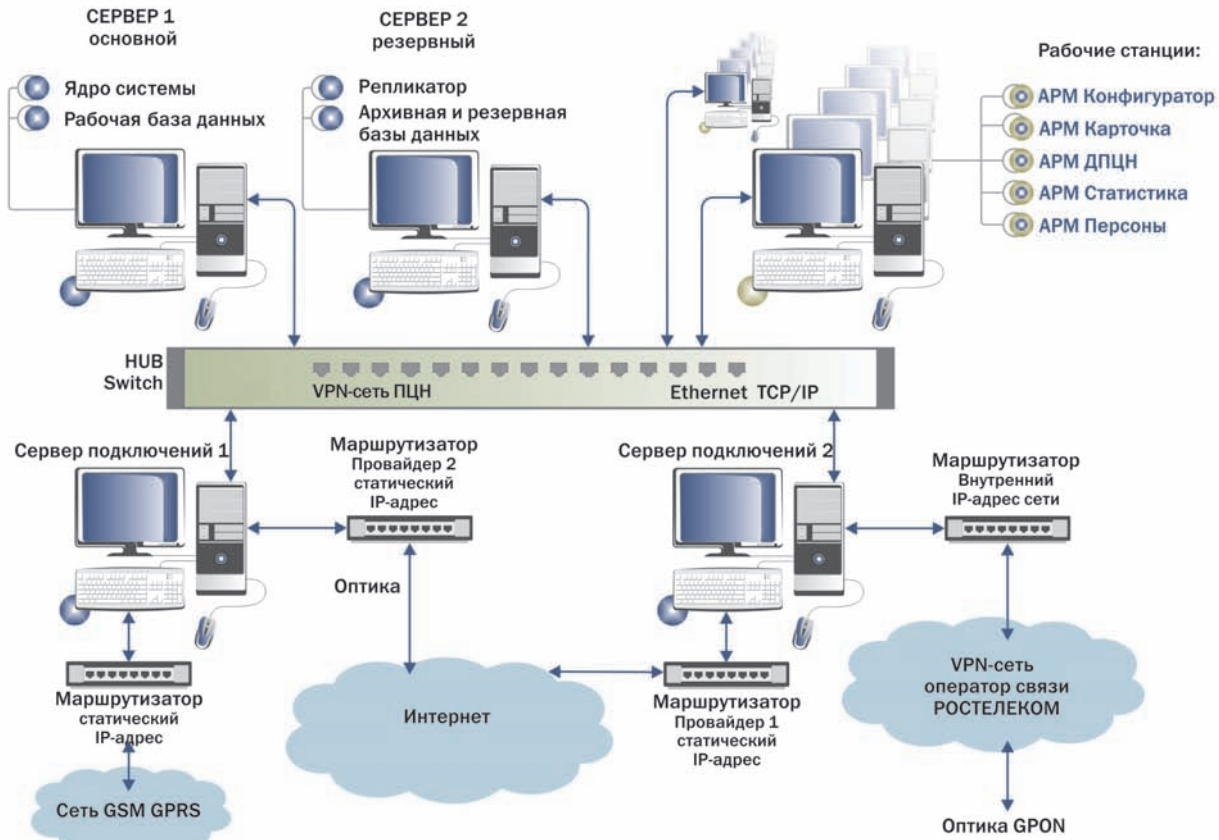 СЕРВЕР 1
основной
Ядро системы
Рабочая база данных
СЕРВЕР 2
резервный
Репликатор
Архивная и резервная
базы данных
Рабочие станции:
АРМ Конфигуратор
АРМ Карточка
АРМ ДПЦН
АРМ Статистика
АРМ Персоны
HUB
Switch
VPN-сеть ПЦН
Ethernet TCP/IP
Сервер подключений 1
Маршрутизатор
Провайдер 2
статический
IP-адрес
Сервер подключений 2
Маршрутизатор
Внутренний
IP-адрес сети
Оптика
Маршрутизатор
статический
IP-адрес
Интернет
Маршрутизатор
Провайдер 1
статический
IP-адрес
VPN-сеть
оператор связи
РОСТЕЛЕКОМ
Сеть GSM GPRS
Оптика GPON